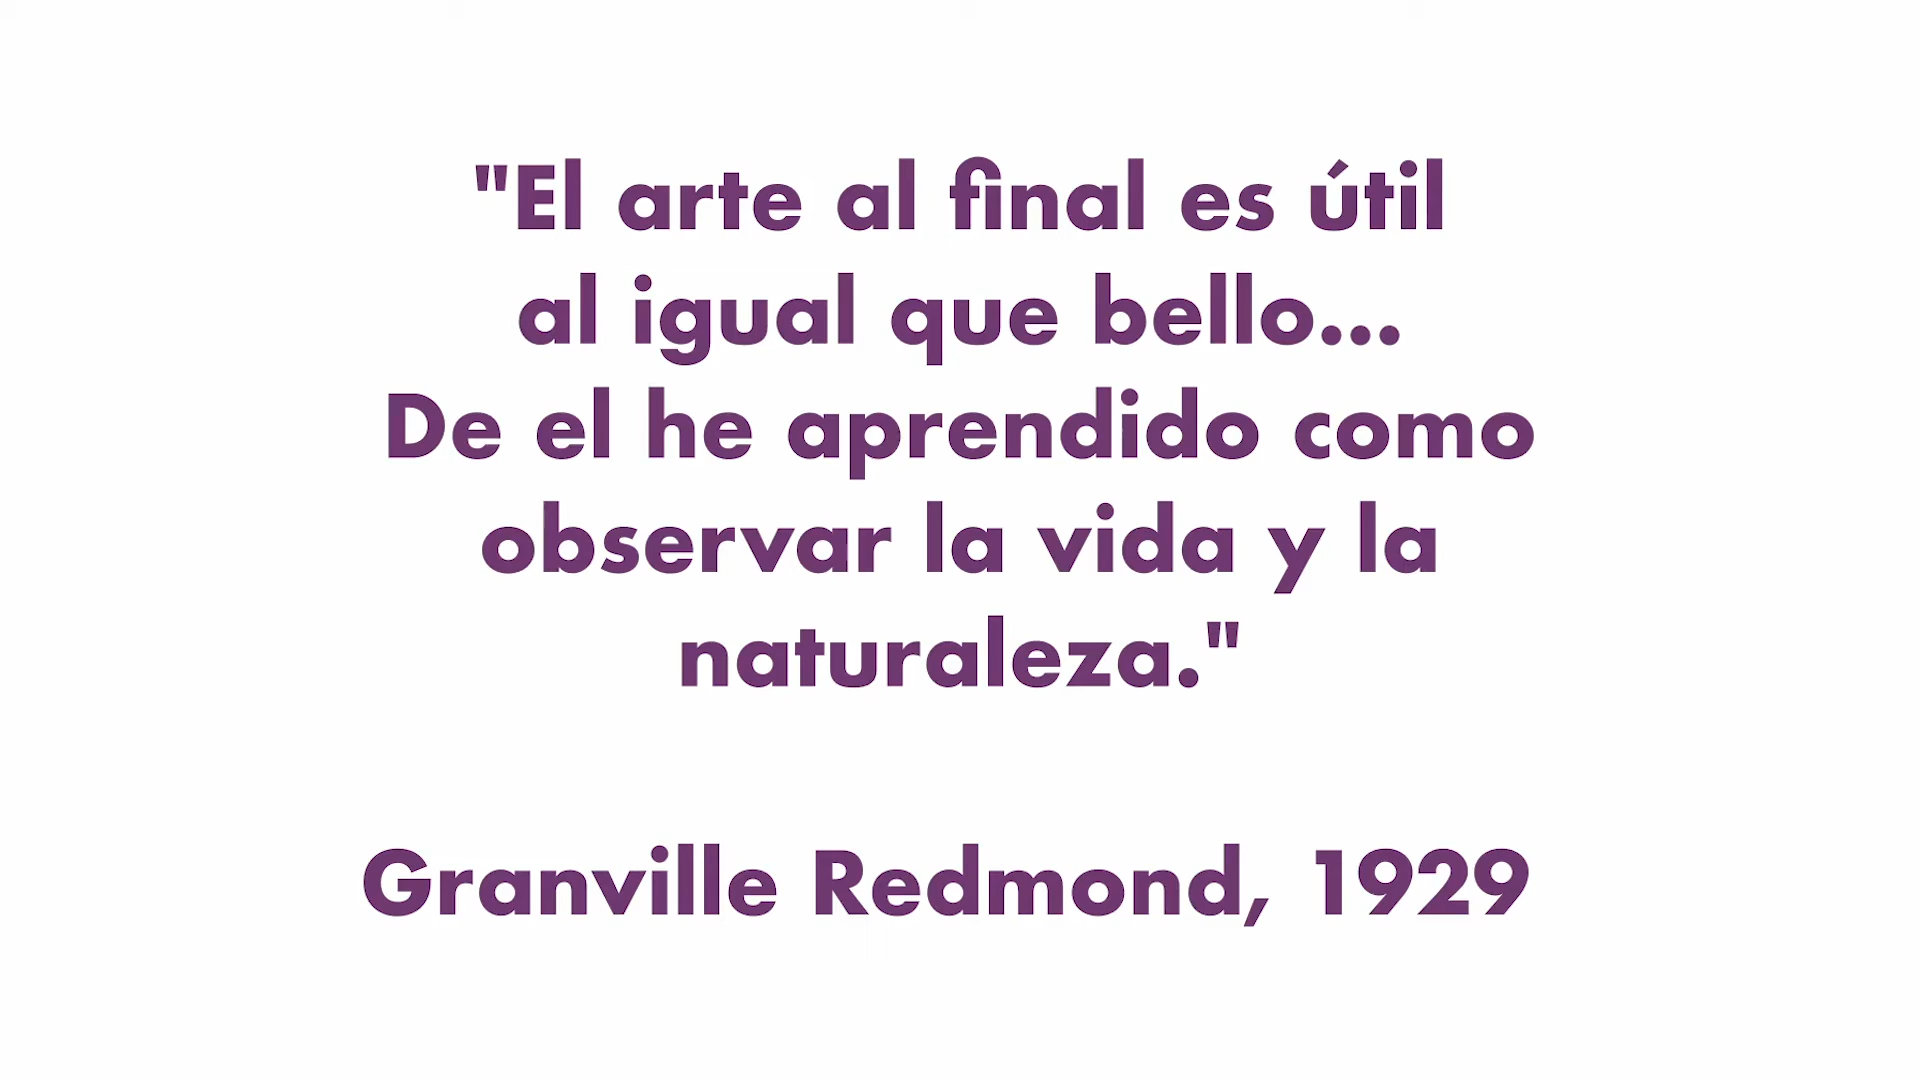 "El arte al final es útil
al igual que bello...
De el he aprendido como
observar la vida y la
naturaleza."
Granville Redmond, 1929